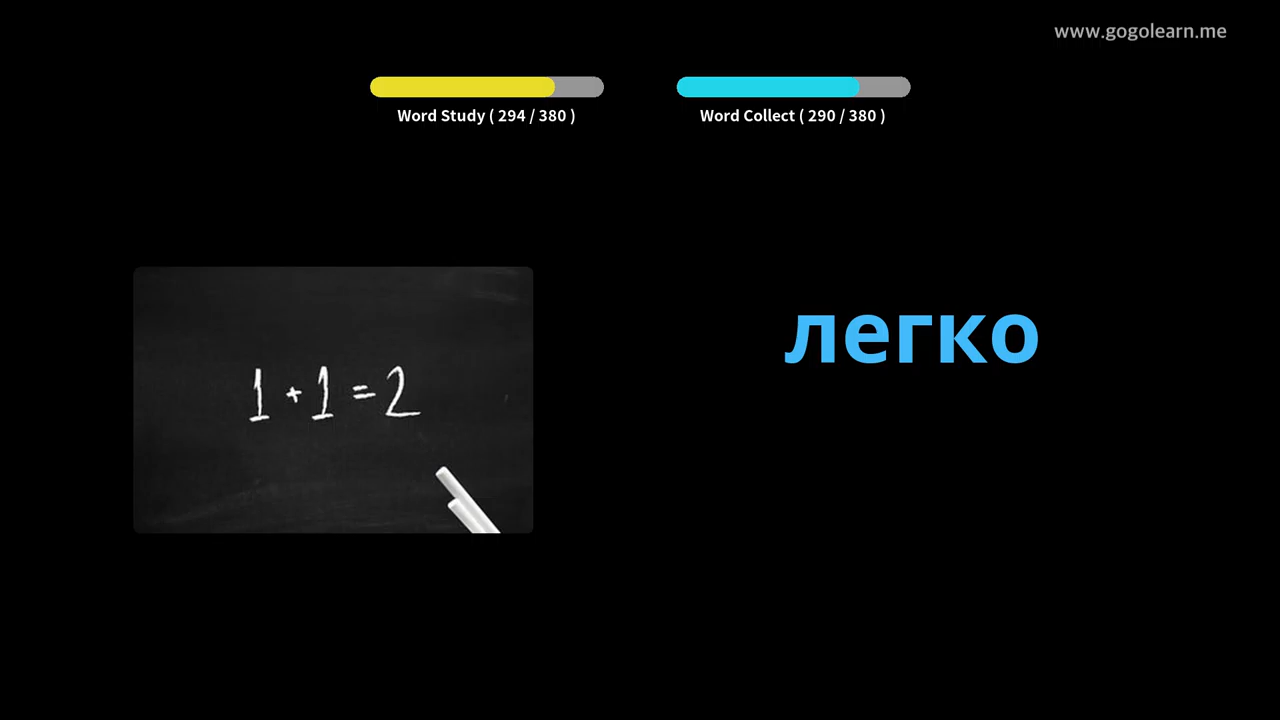 www.gogolearn.me
Word Study ( 294 / 380 )
Word Collect ( 290 / 380 )
легко
1 + 1 = 2